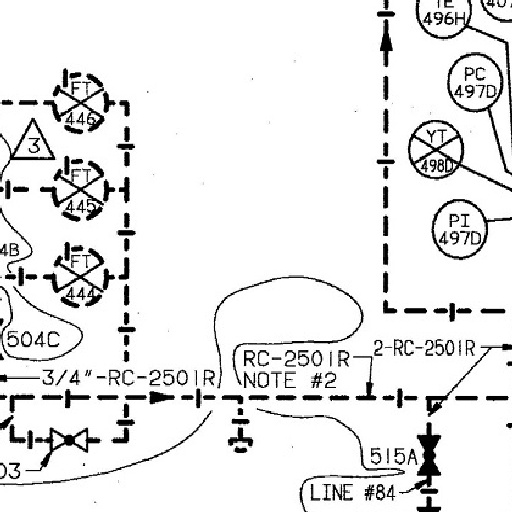 TE
496H
PC
497D
YT
498D
PI
497D
FT
446
3
FT
445
4B
FT
444
504C
3/4"-RC-2501R
RC-2501R
NOTE #2
2-RC-2501R
515A
LINE #84
03